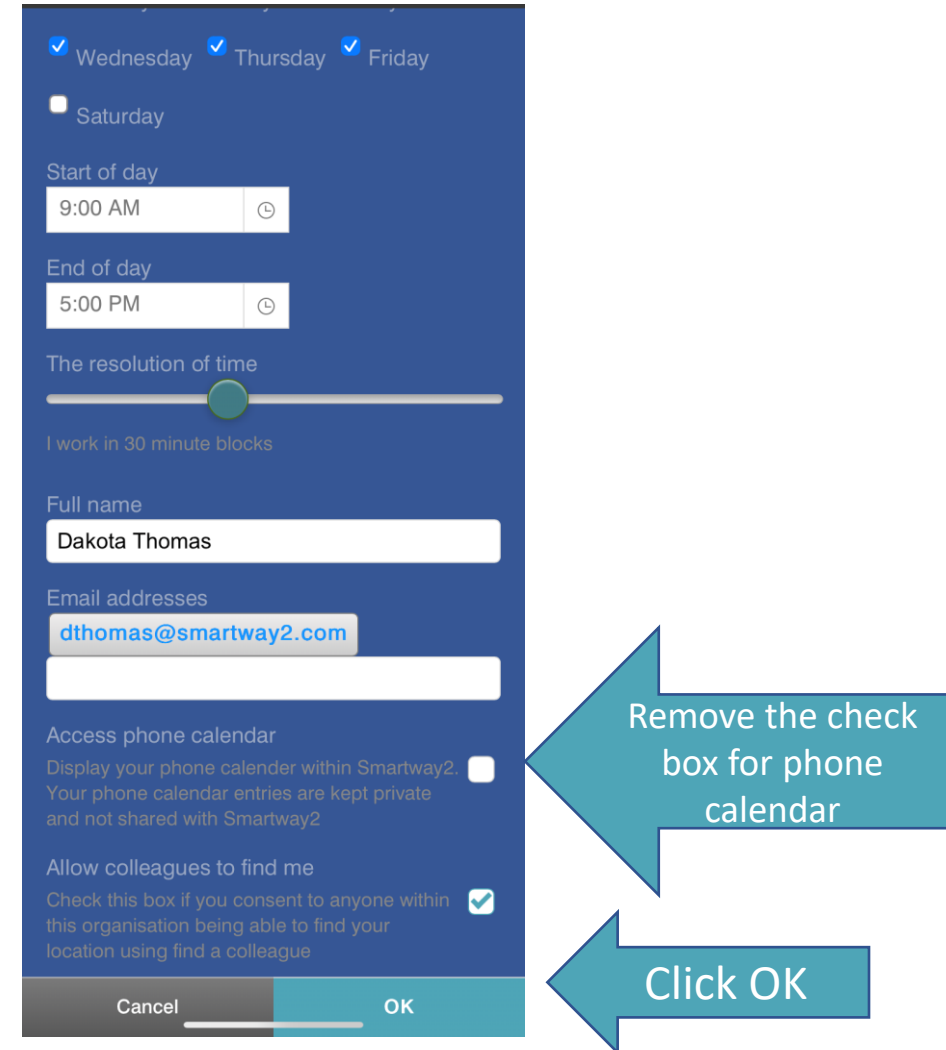 Wednesday Thursday Friday
Saturday
Start of day
9:00 AM
End of day
5:00 PM
The resolution of time
I work in 30 minute blocks
Full name
Dakota Thomas
Email addresses
dthomas@smartway2.com
Access phone calendar
Display your phone calender within Smartway2.
Your phone calendar entries are kept private
and not shared with Smartway2
Allow colleagues to find me
Check this box if you consent to anyone within
this organisation being able to find your
location using find a colleague
Cancel OK
Remove the check
box for phone
calendar
Click OK